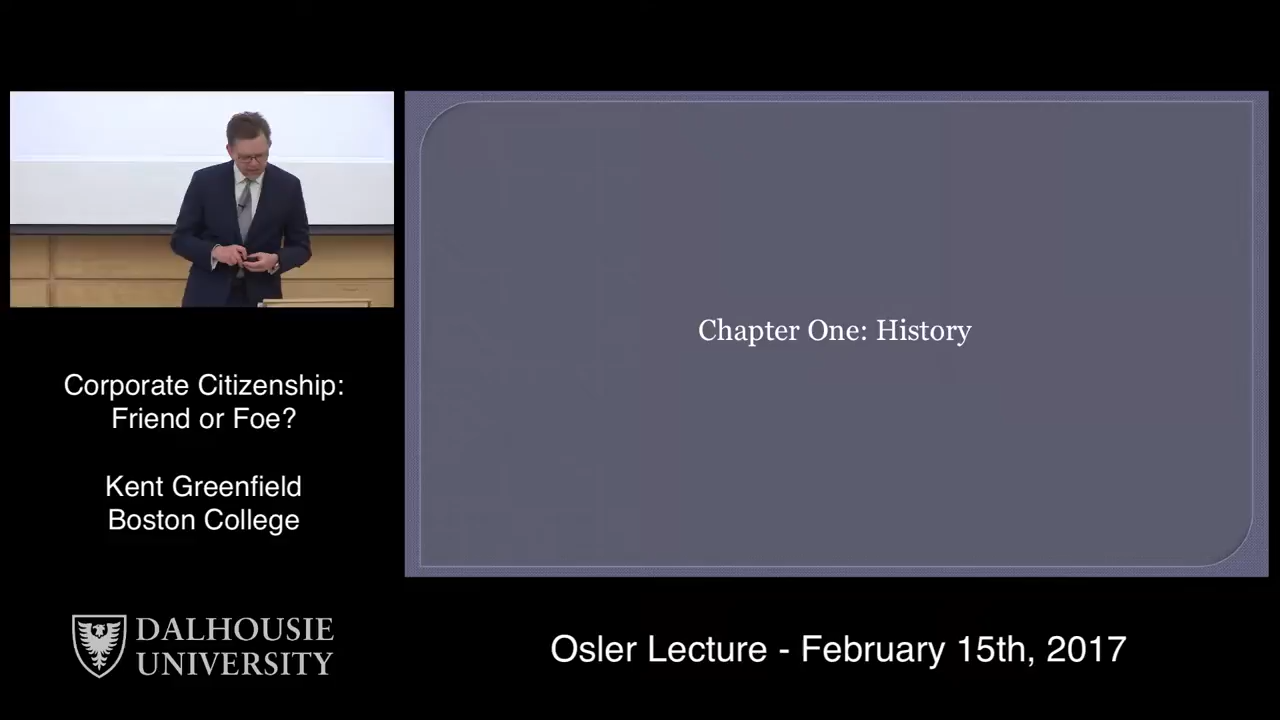 Chapter One: History
Corporate Citizenship:
Friend or Foe?
Kent Greenfield
Boston College
DALHOUSIE
UNIVERSITY
Osler Lecture - February 15th, 2017